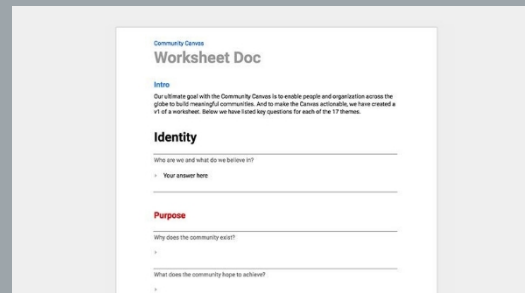 Community Canvas
Worksheet Doc
Intro
Our ultimate goal with the Community Canvas is to enable people and organization across the
globe to build meaningful communities. And to make the Canvas actionable, we have created a
v1 of a worksheet. Below we have listed key questions for each of the 17 themes.
Identity
Who are we and what do we believe in?
Your answer here
Purpose
Why does the community exist?
What does the community hope to achieve?